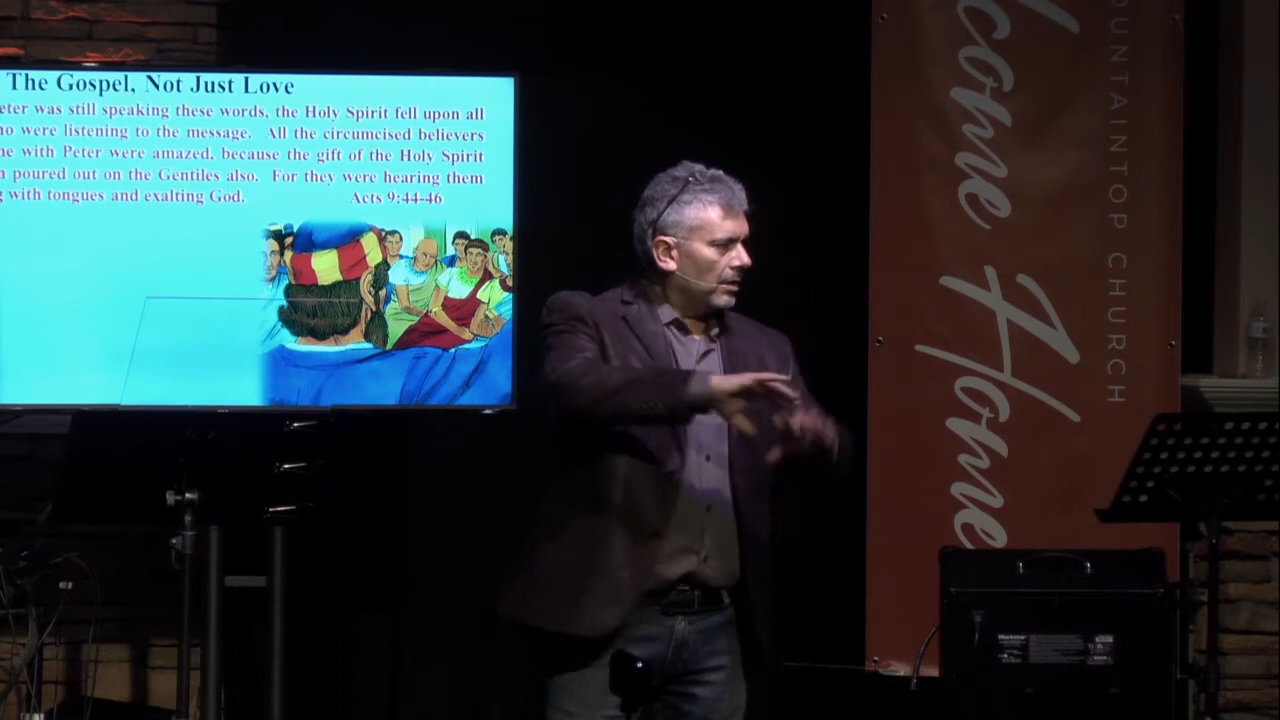 The Gospel, Not Just Love
eter was still speaking these words, the Holy Spirit fell upon all
ho were listening to the message. All the circumcised believers
me with Peter were amazed, because the gift of the Holy Spirit
n poured out on the Gentiles also. For they were hearing them
g with tongues and exalting God. Acts 9:44-46
lcome Home
OUNTAINTOP CHURCH
Blackstar